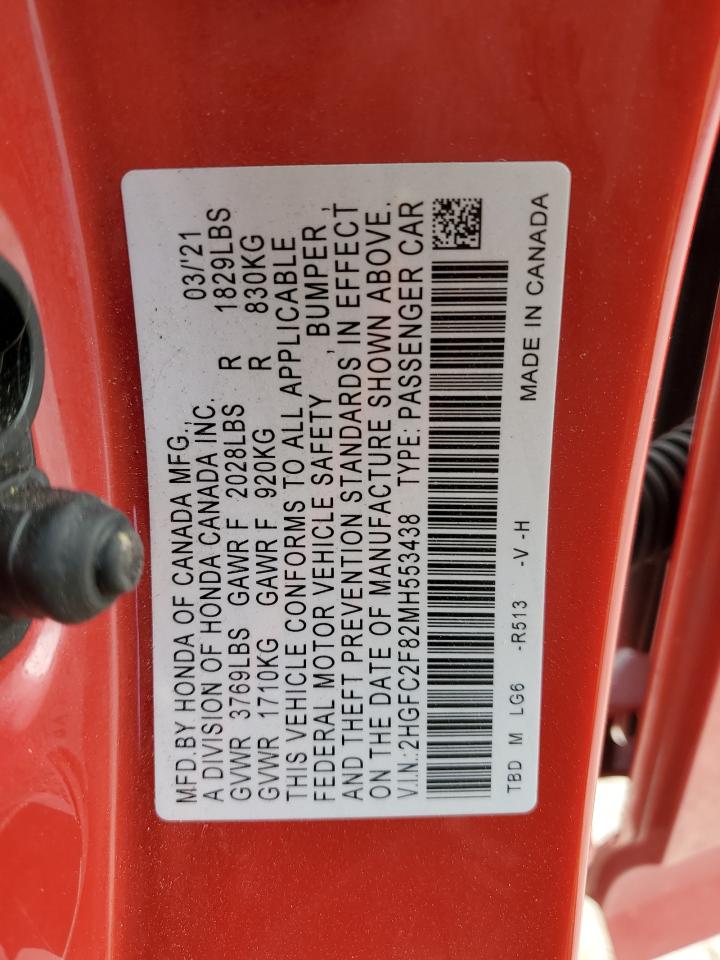 MFD.BY HONDA OF CANADA MFG., 03/'21
A DIVISION OF HONDA CANADA INC.
GVWR 3769LBS GAWR F 2028LBS R 1829LBS
GVWR 1710KG GAWR F 920KG R 830KG
THIS VEHICLE CONFORMS TO ALL APPLICABLE
FEDERAL MOTOR VEHICLE SAFETY , BUMPER ,
AND THEFT PREVENTION STANDARDS IN EFFECT
ON THE DATE OF MANUFACTURE SHOWN ABOVE.
V.I.N.:2HGFC2F82MH553438 TYPE: PASSENGER CAR
TBD M LG6 -R513 -V -H MADE IN CANADA